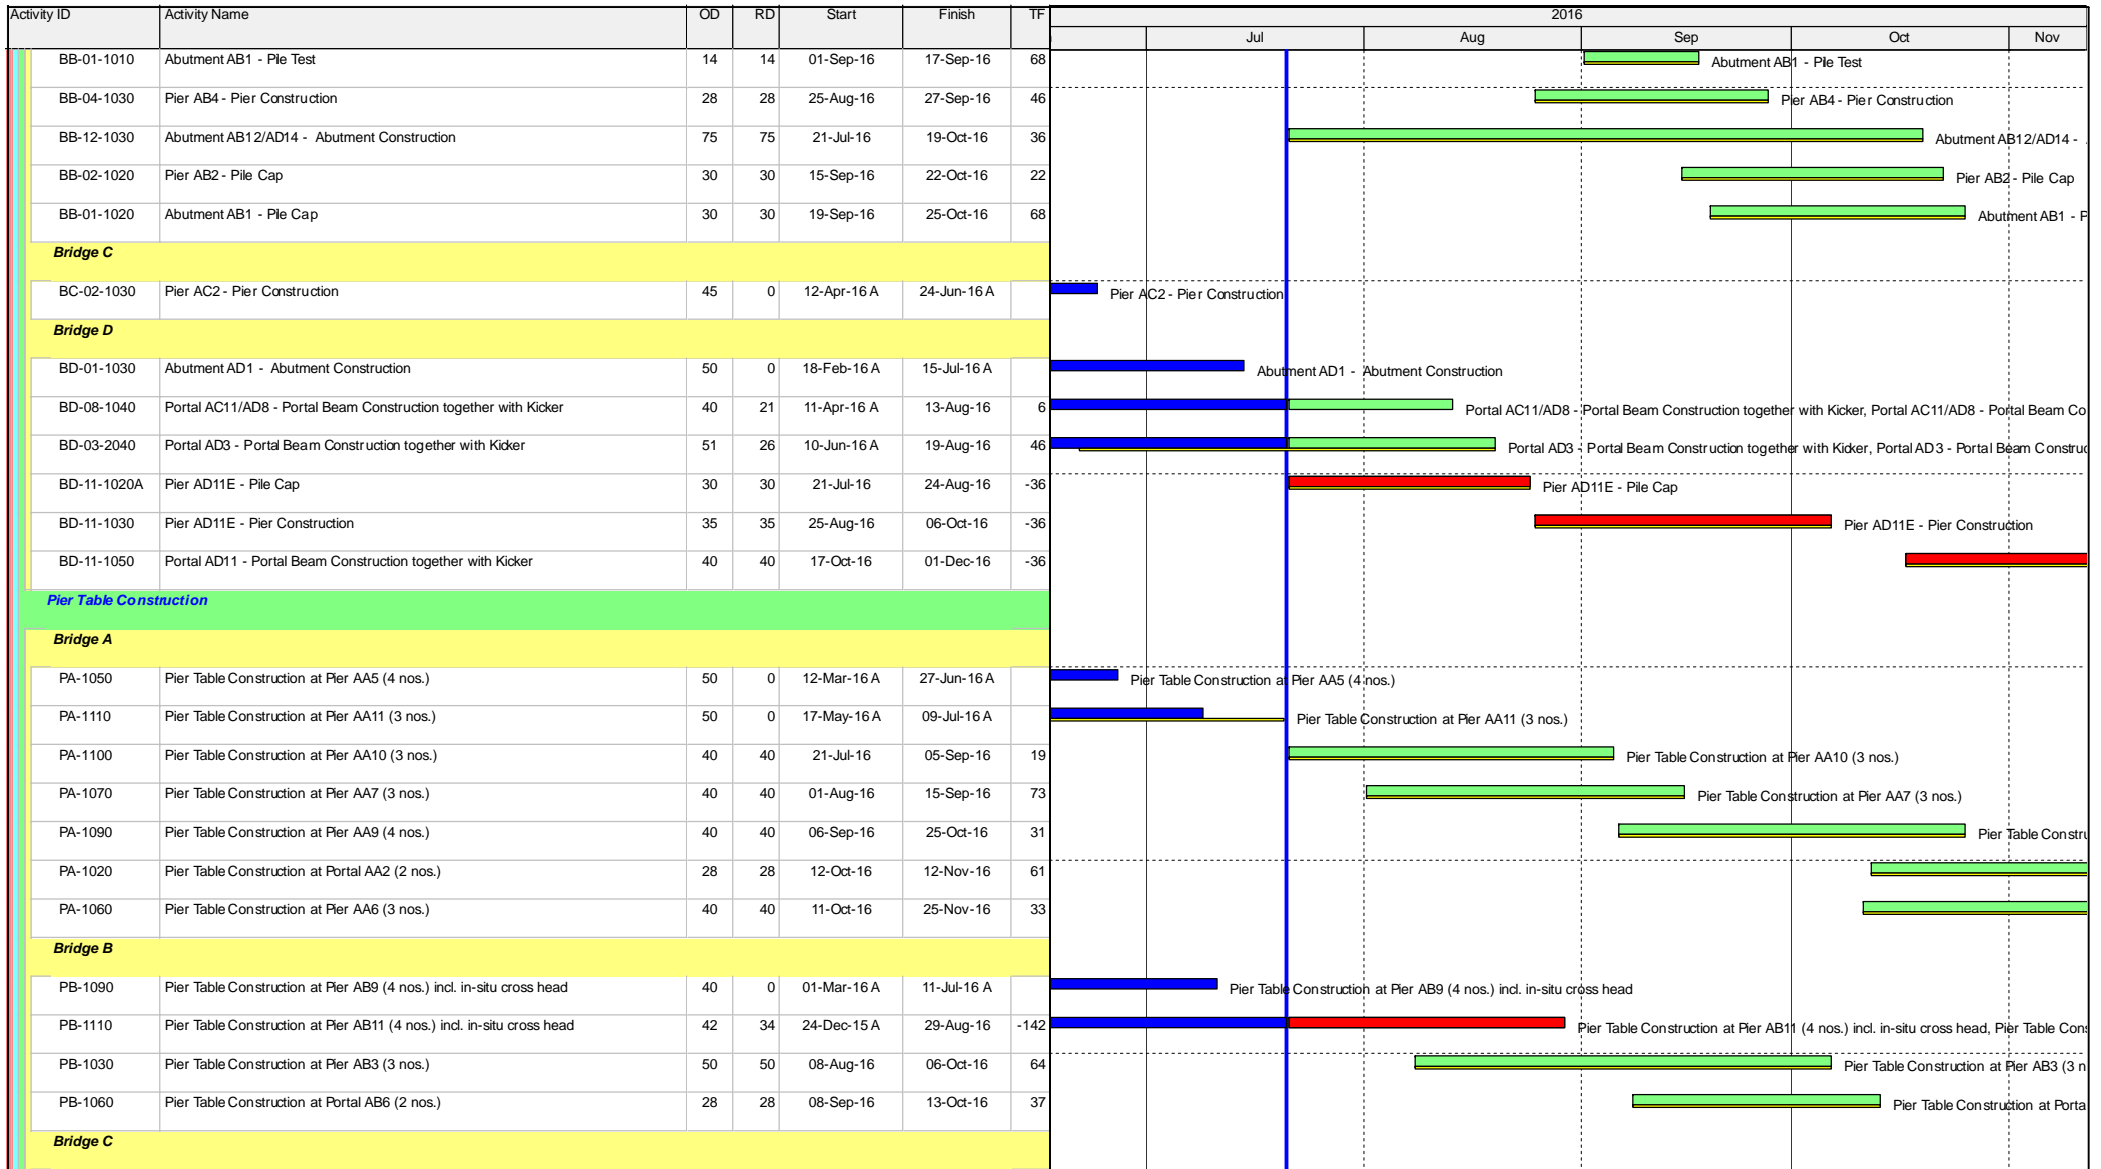 Activity ID Activity Name OD RD Start Finish TF 2016
Jul Aug Sep Oct Nov
BB-01-1010 Abutment AB1 - Pile Test 14 14 01-Sep-16 17-Sep-16 68 Abutment AB1 - Pile Test
BB-04-1030 Pier AB4 - Pier Construction 28 28 25-Aug-16 27-Sep-16 46 Pier AB4 - Pier Construction
BB-12-1030 Abutment AB12/AD14 - Abutment Construction 75 75 21-Jul-16 19-Oct-16 36 Abutment AB12/AD14 -
BB-02-1020 Pier AB2 - Pile Cap 30 30 15-Sep-16 22-Oct-16 22 Pier AB2 - Pile Cap
BB-01-1020 Abutment AB1 - Pile Cap 30 30 19-Sep-16 25-Oct-16 68 Abutment AB1 - P
Bridge C
BC-02-1030 Pier AC2 - Pier Construction 45 0 12-Apr-16 A 24-Jun-16 A Pier AC2 - Pier Construction
Bridge D
BD-01-1030 Abutment AD1 - Abutment Construction 50 0 18-Feb-16 A 15-Jul-16 A Abutment AD1 - Abutment Construction
BD-08-1040 Portal AC11/AD8 - Portal Beam Construction together with Kicker 40 21 11-Apr-16 A 13-Aug-16 6 Portal AC11/AD8 - Portal Beam Construction together with Kicker, Portal AC11/AD8 - Portal Beam Co
BD-03-2040 Portal AD3 - Portal Beam Construction together with Kicker 51 26 10-Jun-16 A 19-Aug-16 46 Portal AD3 - Portal Beam Construction together with Kicker, Portal AD3 - Portal Beam Construc
BD-11-1020A Pier AD11E - Pile Cap 30 30 21-Jul-16 24-Aug-16 -36 Pier AD11E - Pile Cap
BD-11-1030 Pier AD11E - Pier Construction 35 35 25-Aug-16 06-Oct-16 -36 Pier AD11E - Pier Construction
BD-11-1050 Portal AD11 - Portal Beam Construction together with Kicker 40 40 17-Oct-16 01-Dec-16 -36
Pier Table Construction
Bridge A
PA-1050 Pier Table Construction at Pier AA5 (4 nos.) 50 0 12-Mar-16 A 27-Jun-16 A Pier Table Construction at Pier AA5 (4 nos.)
PA-1110 Pier Table Construction at Pier AA11 (3 nos.) 50 0 17-May-16 A 09-Jul-16 A Pier Table Construction at Pier AA11 (3 nos.)
PA-1100 Pier Table Construction at Pier AA10 (3 nos.) 40 40 21-Jul-16 05-Sep-16 19 Pier Table Construction at Pier AA10 (3 nos.)
PA-1070 Pier Table Construction at Pier AA7 (3 nos.) 40 40 01-Aug-16 15-Sep-16 73 Pier Table Construction at Pier AA7 (3 nos.)
PA-1090 Pier Table Construction at Pier AA9 (4 nos.) 40 40 06-Sep-16 25-Oct-16 31 Pier Table Constru
PA-1020 Pier Table Construction at Portal AA2 (2 nos.) 28 28 12-Oct-16 12-Nov-16 61
PA-1060 Pier Table Construction at Pier AA6 (3 nos.) 40 40 11-Oct-16 25-Nov-16 33
Bridge B
PB-1090 Pier Table Construction at Pier AB9 (4 nos.) incl. in-situ cross head 40 0 01-Mar-16 A 11-Jul-16 A Pier Table Construction at Pier AB9 (4 nos.) incl. in-situ cross head
PB-1110 Pier Table Construction at Pier AB11 (4 nos.) incl. in-situ cross head 42 34 24-Dec-15 A 29-Aug-16 -142 Pier Table Construction at Pier AB11 (4 nos.) incl. in-situ cross head, Pier Table Cons
PB-1030 Pier Table Construction at Pier AB3 (3 nos.) 50 50 08-Aug-16 06-Oct-16 64 Pier Table Construction at Pier AB3 (3 n
PB-1060 Pier Table Construction at Portal AB6 (2 nos.) 28 28 08-Sep-16 13-Oct-16 37 Pier Table Construction at Porta
Bridge C